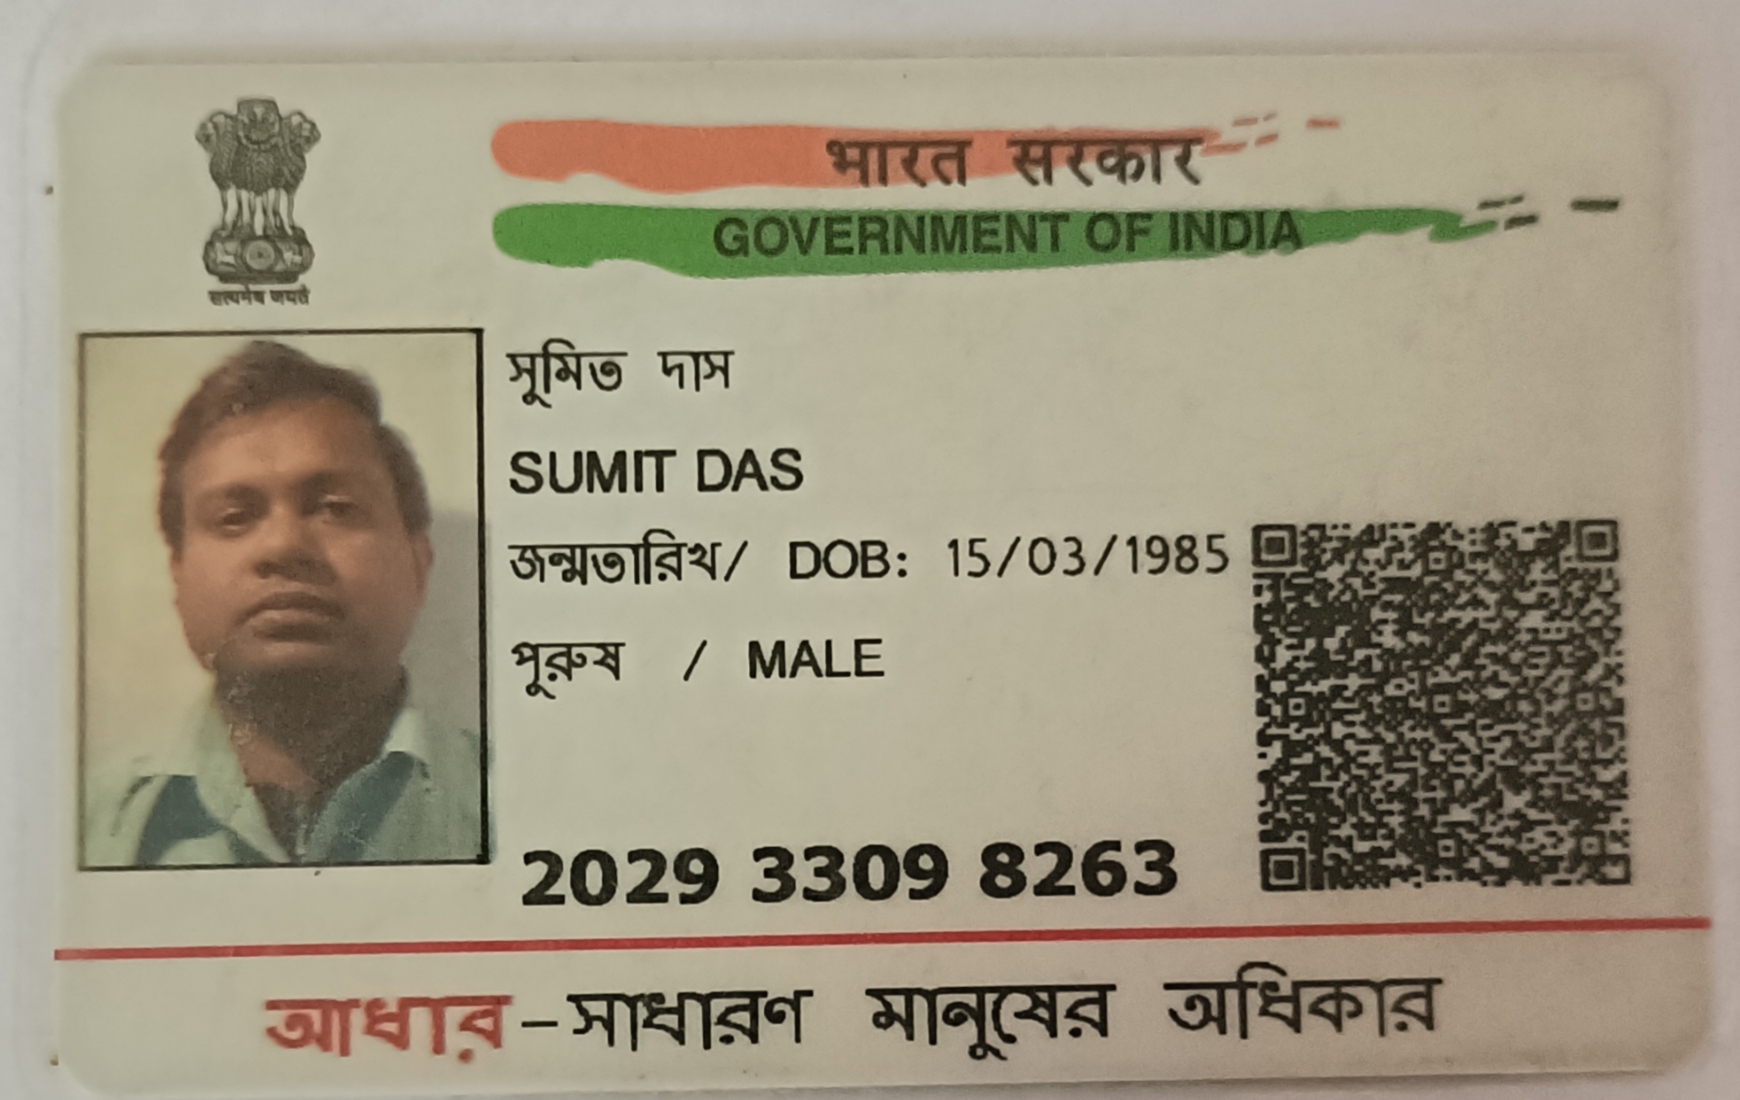 भारत सरकार
GOVERNMENT OF INDIA
सत्यमेव जयते
সুমিত দাস
SUMIT DAS
জন্মতারিখ/ DOB: 15/03/1985
পুরুষ / MALE
2029 3309 8263
আধার – সাধারণ মানুষের অধিকার